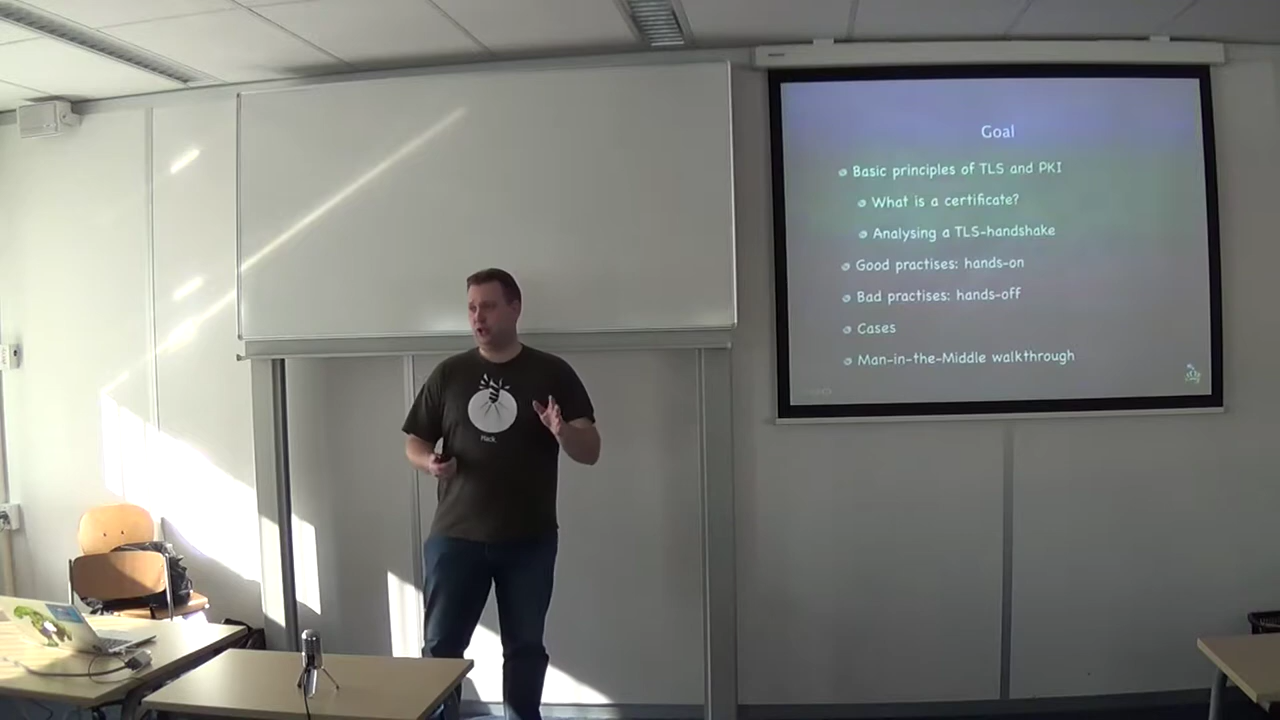 Goal
Basic principles of TLS and PKI
What is a certificate?
Analysing a TLS-handshake
Good practises: hands-on
Bad practises: hands-off
Cases
Man-in-the-Middle walkthrough
Hack.